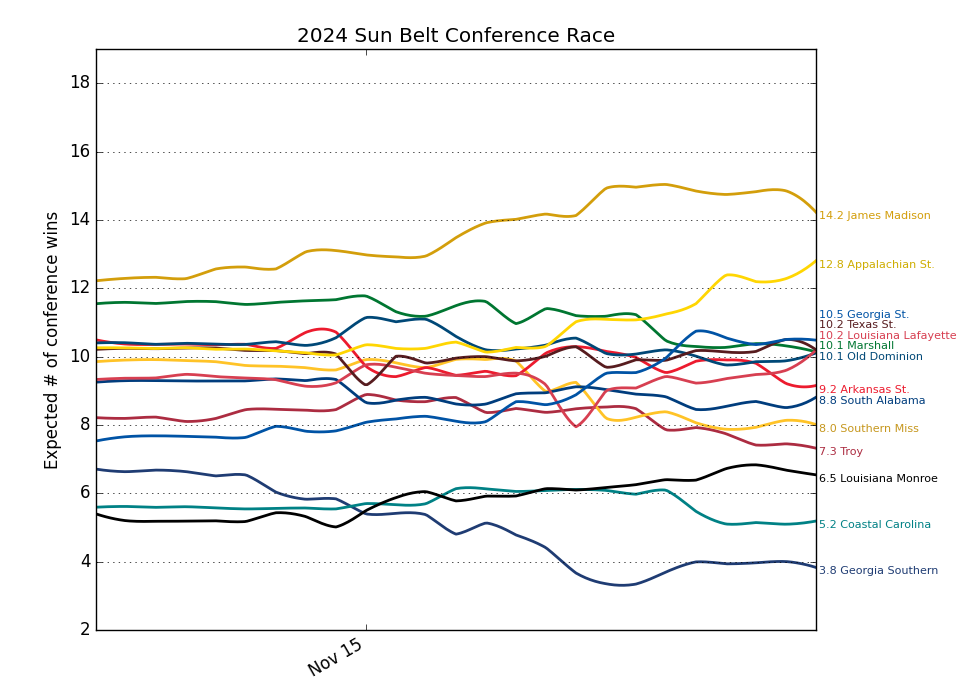 2024 Sun Belt Conference Race
Expected # of conference wins
18
16
14
12
10
8
6
4
2
Nov 15
14.2 James Madison
12.8 Appalachian St.
10.5 Georgia St.
10.2 Texas St.
10.2 Louisiana Lafayette
10.1 Marshall
10.1 Old Dominion
9.2 Arkansas St.
8.8 South Alabama
8.0 Southern Miss
7.3 Troy
6.5 Louisiana Monroe
5.2 Coastal Carolina
3.8 Georgia Southern